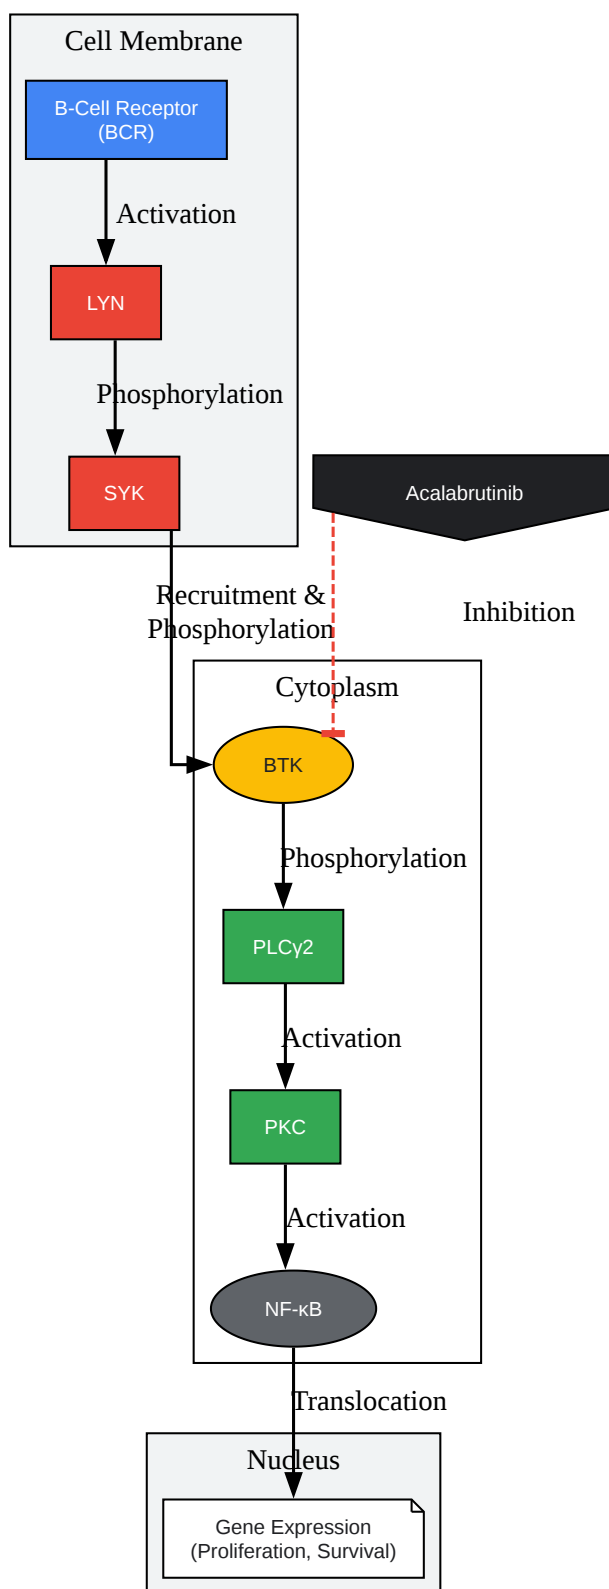 Cell Membrane
B-Cell Receptor
(BCR)
Activation
LYN
Phosphorylation
SYK
Acalabrutinib
Recruitment &
Phosphorylation
Inhibition
Cytoplasm
BTK
Phosphorylation
PLCγ2
Activation
PKC
Activation
NF-κB
Translocation
Nucleus
Gene Expression
(Proliferation, Survival)